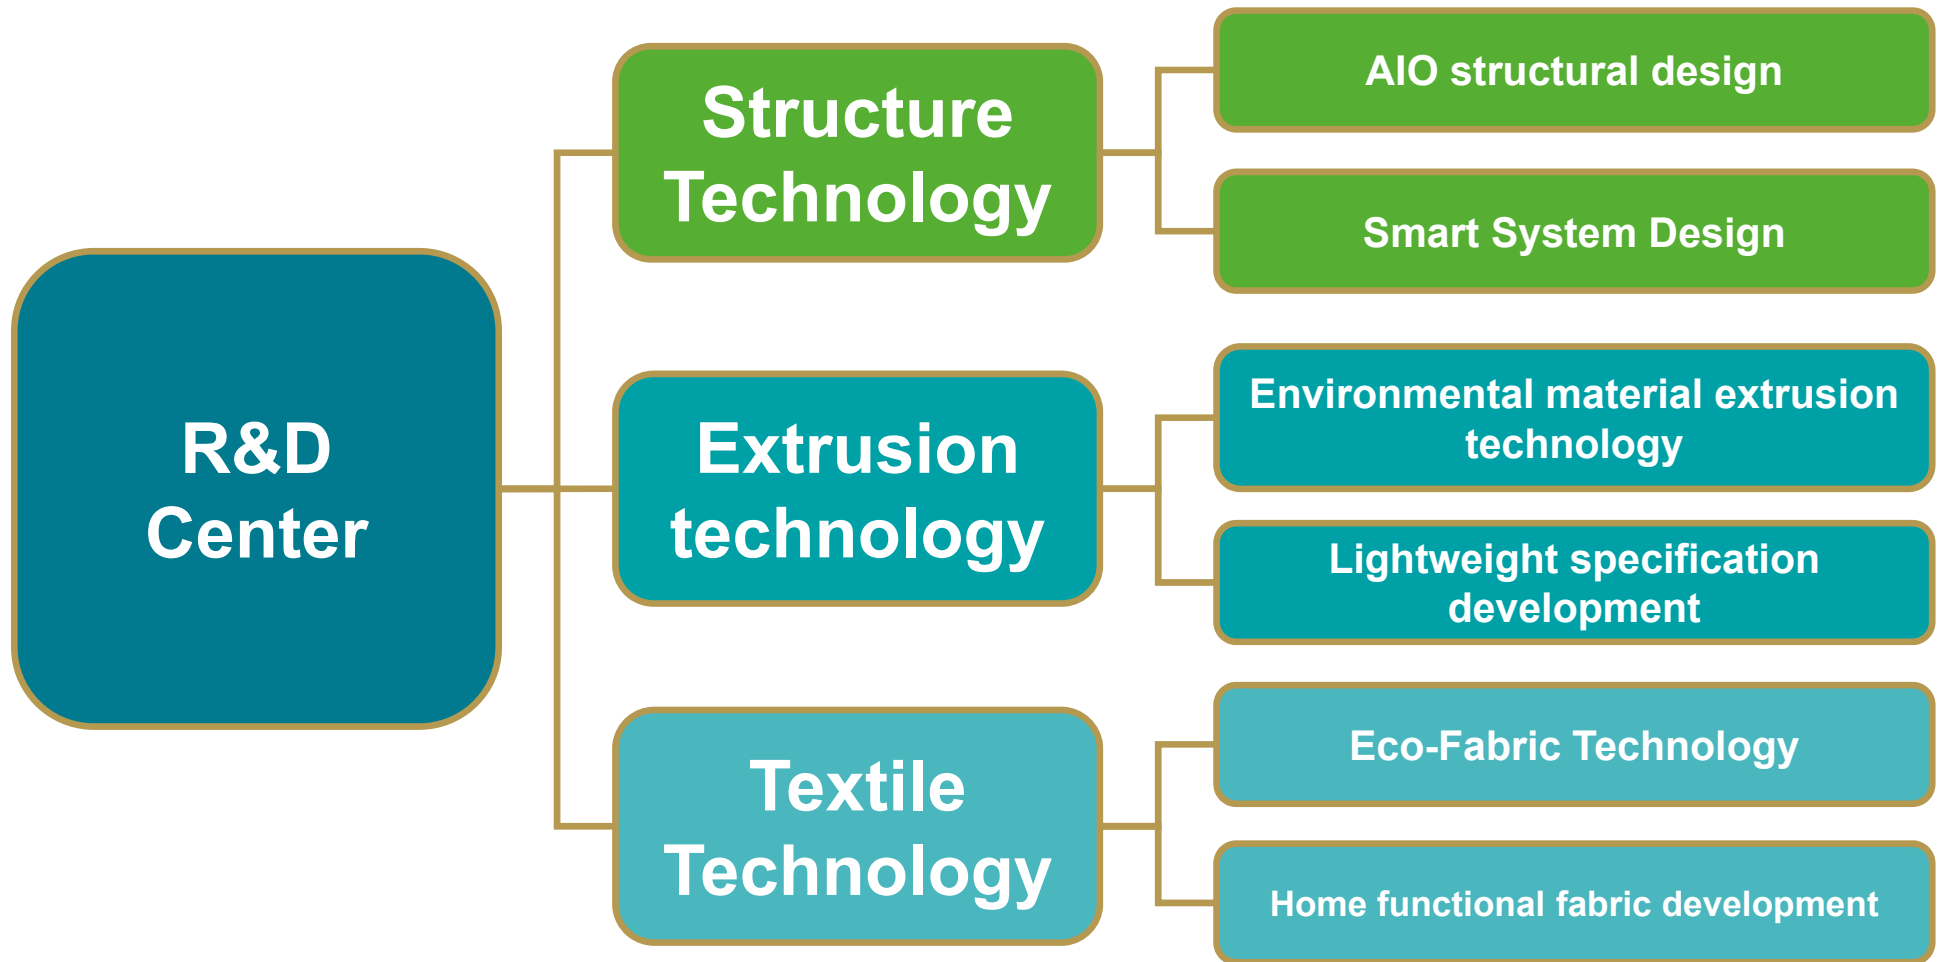 R&D
Center
Structure
Technology
AIO structural design
Smart System Design
Extrusion
technology
Environmental material extrusion
technology
Lightweight specification
development
Textile
Technology
Eco-Fabric Technology
Home functional fabric development